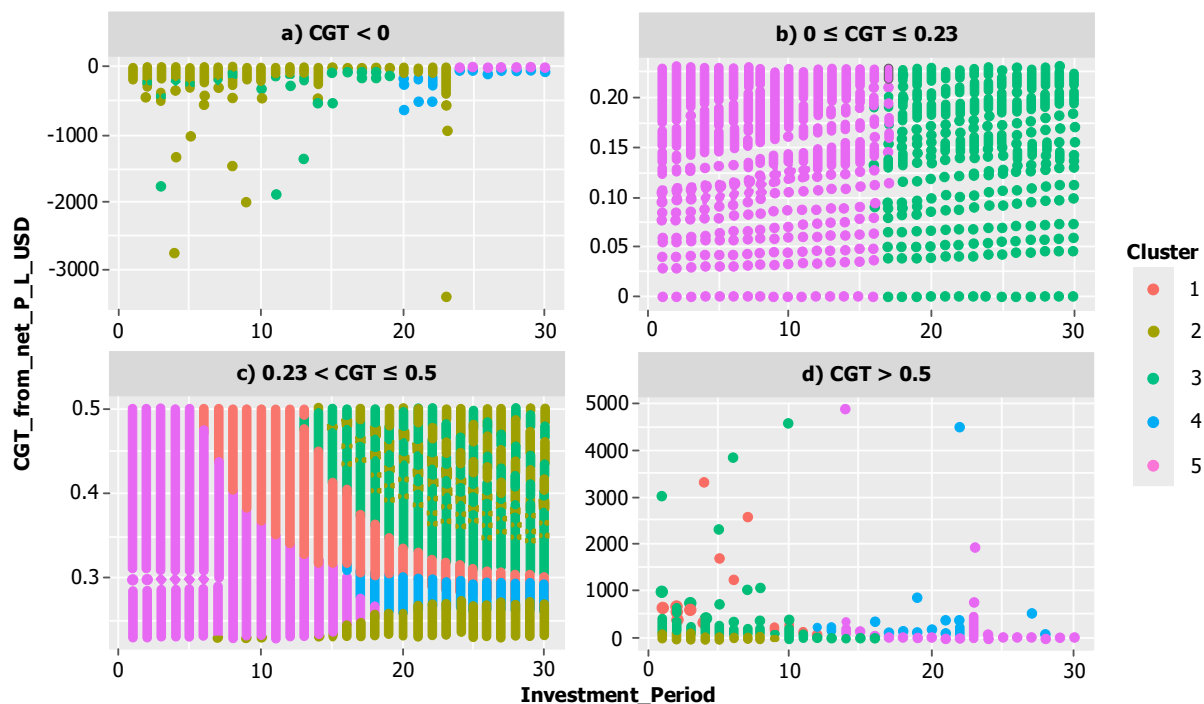 a) CGT < 0
b) 0 ≤ CGT ≤ 0.23
0
-1000
-2000
-3000
0 10 20 30
0.20
0.15
0.10
0.05
0
0 10 20 30
c) 0.23 < CGT ≤ 0.5
d) CGT > 0.5
0.5
0.4
0.3
0 10 20 30
5000
4000
3000
2000
1000
0
0 10 20 30
CGT_from_net_P_L_USD
Investment_Period
Cluster
1
2
3
4
5